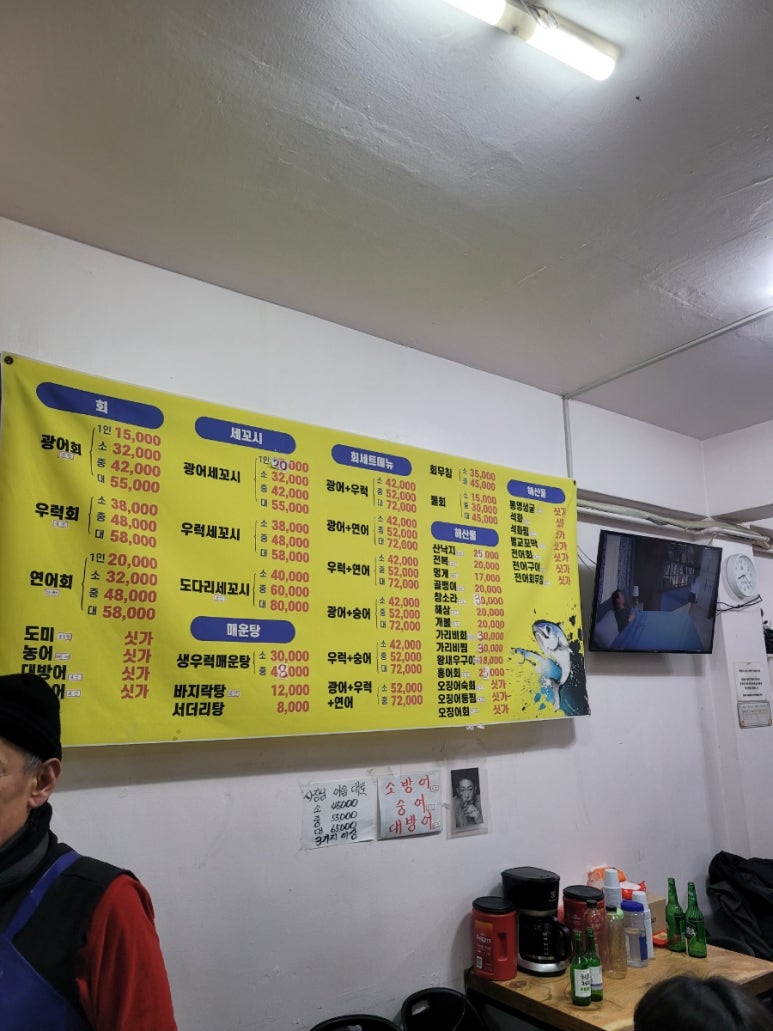 회
광어회
1인 15,000
소 32,000
중 42,000
대 55,000
우럭회
소 38,000
중 48,000
대 58,000
연어회
1인 20,000
소 32,000
중 48,000
대 58,000
도미 싯가
농어 싯가
대방어 싯가
어 싯가
세꼬시
광어세꼬시
1인 20,000
소 32,000
중 42,000
대 55,000
우럭세꼬시
소 38,000
중 48,000
대 58,000
도다리세꼬시
소 40,000
중 60,000
대 80,000
매운탕
생우럭매운탕
소 30,000
중 48,000
바지락탕 12,000
서더리탕 8,000
회세트메뉴
광어+우럭
소 42,000
중 52,000
대 72,000
광어+연어
소 42,000
중 52,000
대 72,000
우럭+연어
소 42,000
중 52,000
대 72,000
광어+숭어
소 42,000
중 52,000
대 72,000
우럭+숭어
소 42,000
중 52,000
대 72,000
광어+우럭
+연어
소 52,000
중 72,000
회무침
소 35,000
중 45,000
물회
소 15,000
중 30,000
대 45,000
해산물
산낙지 25,000
전복 20,000
멍게 17,000
골뱅이 20,000
참소라
해삼 20,000
개불 20,000
가리비회 30,000
가리비찜 30,000
왕새우구이 38,000
홍어회
오징어숙회 싯가
오징어통찜 싯가
오징어회 싯가
해산물
통영생굴 싯가
석화 싯가
석화찜 싯가
벌교꼬막 싯가
전어회 싯가
전어구이 싯가
전어회무침 싯가
사장님 마음 대로
소 45000
중 55000
대 65000
3가지 이상
소방어
숭어
대방어